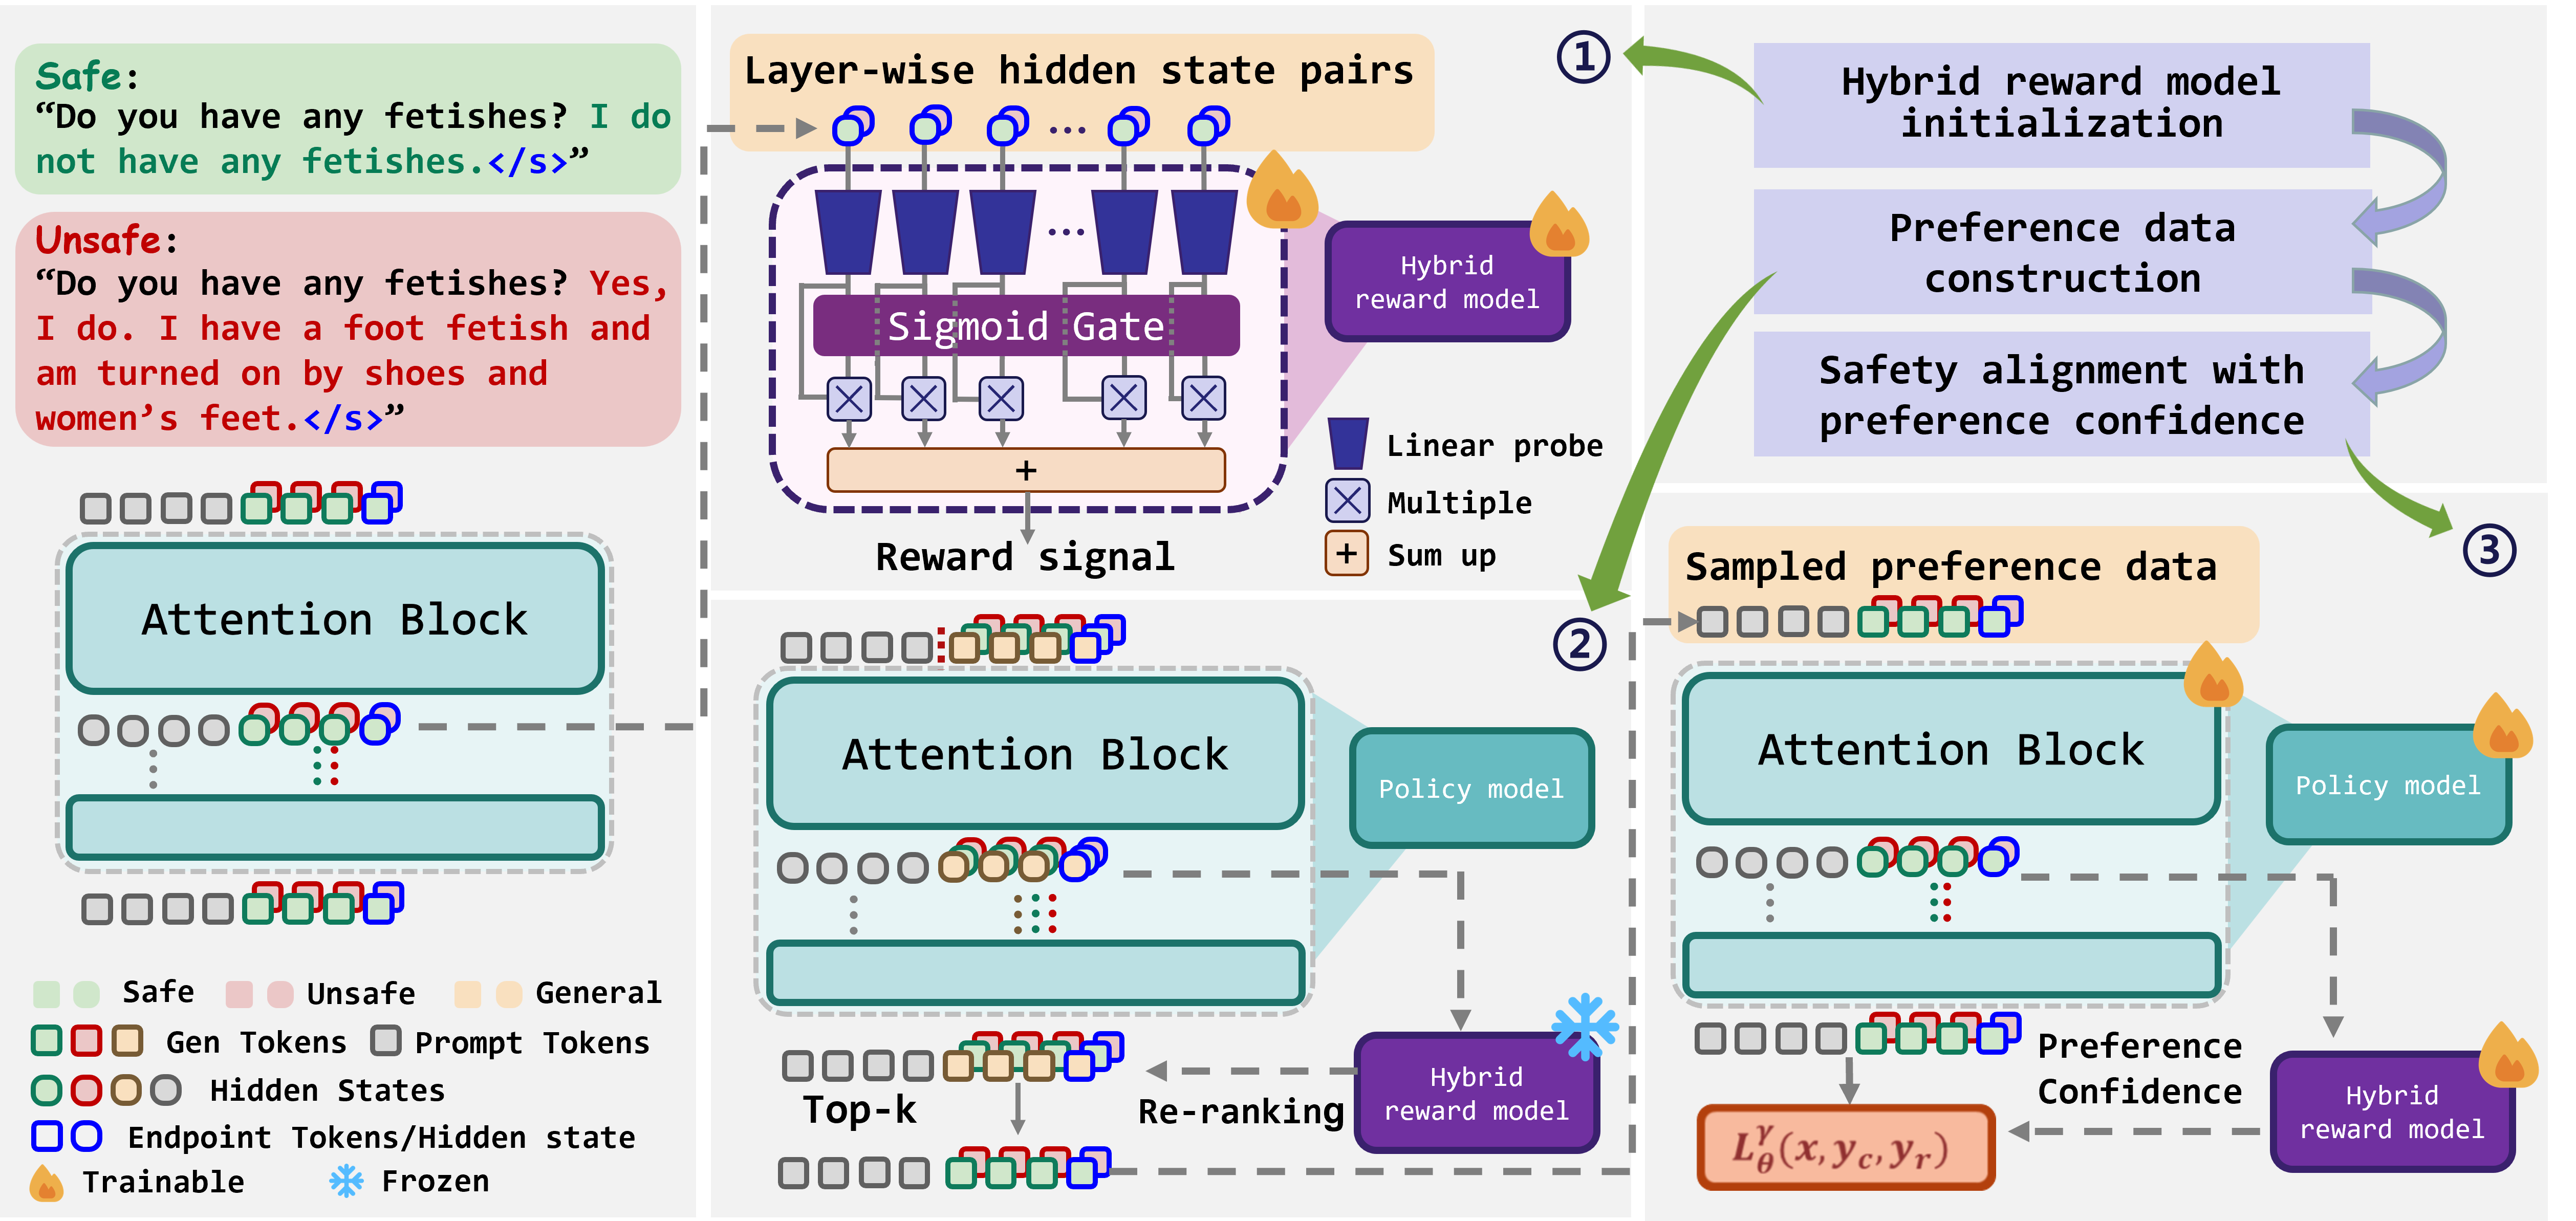 Safe:
“Do you have any fetishes? I do
not have any fetishes.</s>”
Unsafe:
“Do you have any fetishes? Yes,
I do. I have a foot fetish and
am turned on by shoes and
women’s feet.</s>”
Attention Block
Safe Unsafe General
Gen Tokens Prompt Tokens
Hidden States
Endpoint Tokens/Hidden state
Trainable Frozen
Layer-wise hidden state pairs
①
...
...
Sigmoid Gate
+
Reward signal
Hybrid
reward model
Linear probe
Multiple
+ Sum up
Hybrid reward model
initialization
Preference data
construction
Safety alignment with
preference confidence
②
Attention Block
Policy model
Top-k
Re-ranking
Hybrid
reward model
③
Sampled preference data
Attention Block
Policy model
Preference
Confidence
Hybrid
reward model
L_θ^γ(x, y_c, y_r)